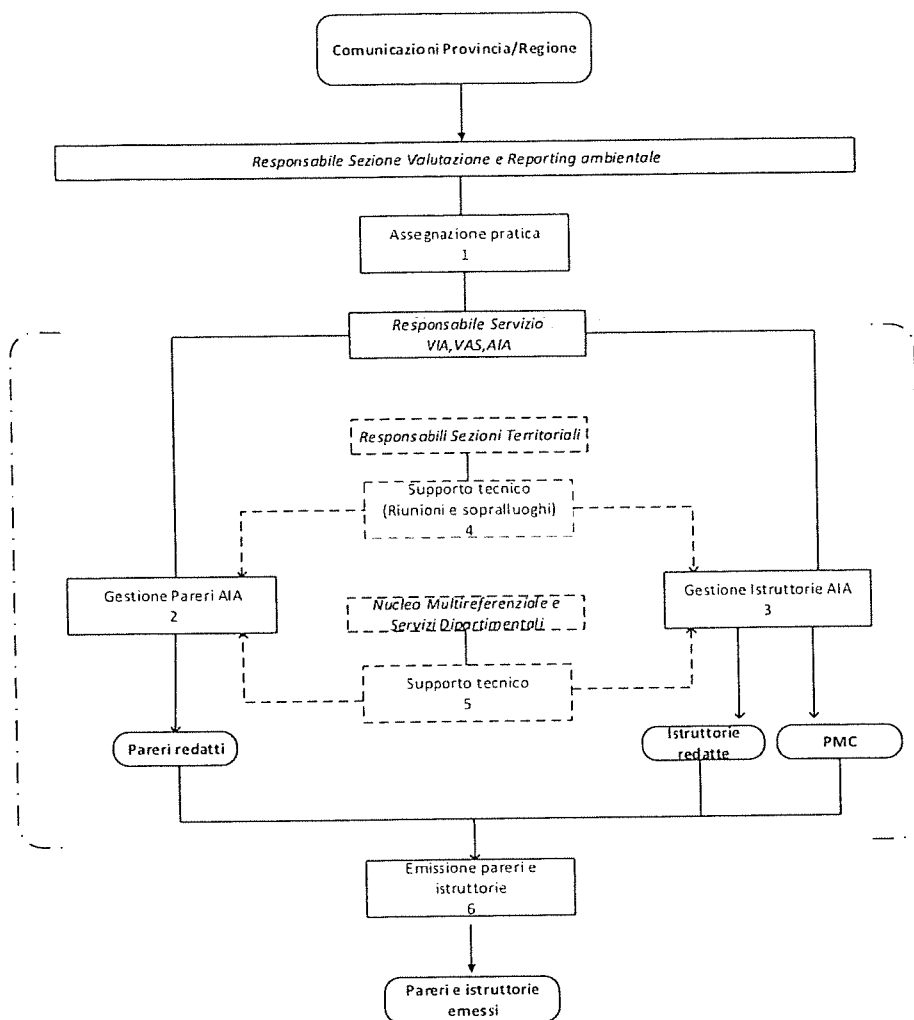 Comunicazioni Provincia/Regione
Responsabile Sezione Valutazione e Reporting ambientale
Assegnazione pratica
1
Responsabile Servizio
VIA,VAS,AIA
Responsabili Sezioni Territoriali
Supporto tecnico
(Riunioni e sopralluoghi)
4
Gestione Pareri AIA
2
Gestione Istruttorie AIA
3
Nucleo Multireferenziale e
Servizi Dipartimentali
Supporto tecnico
5
Pareri redatti
Istruttorie
redatte
PMC
Emissione pareri e
istruttorie
6
Pareri e istruttorie
emessi